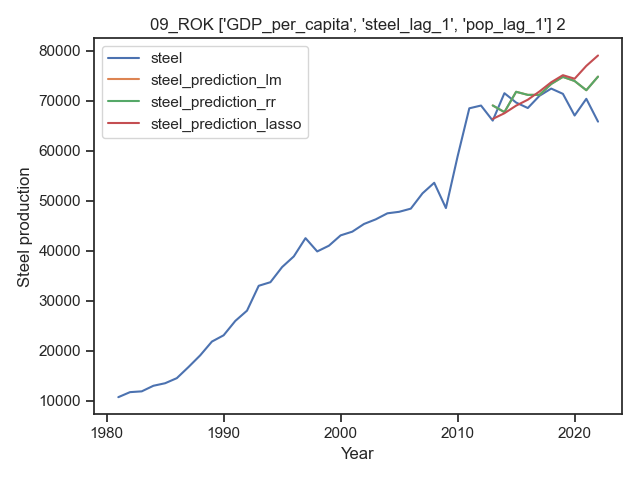 09_ROK ['GDP_per_capita', 'steel_lag_1', 'pop_lag_1'] 2
steel
steel_prediction_lm
steel_prediction_rr
steel_prediction_lasso
Steel production
80000
70000
60000
50000
40000
30000
20000
10000
1980 1990 2000 2010 2020
Year